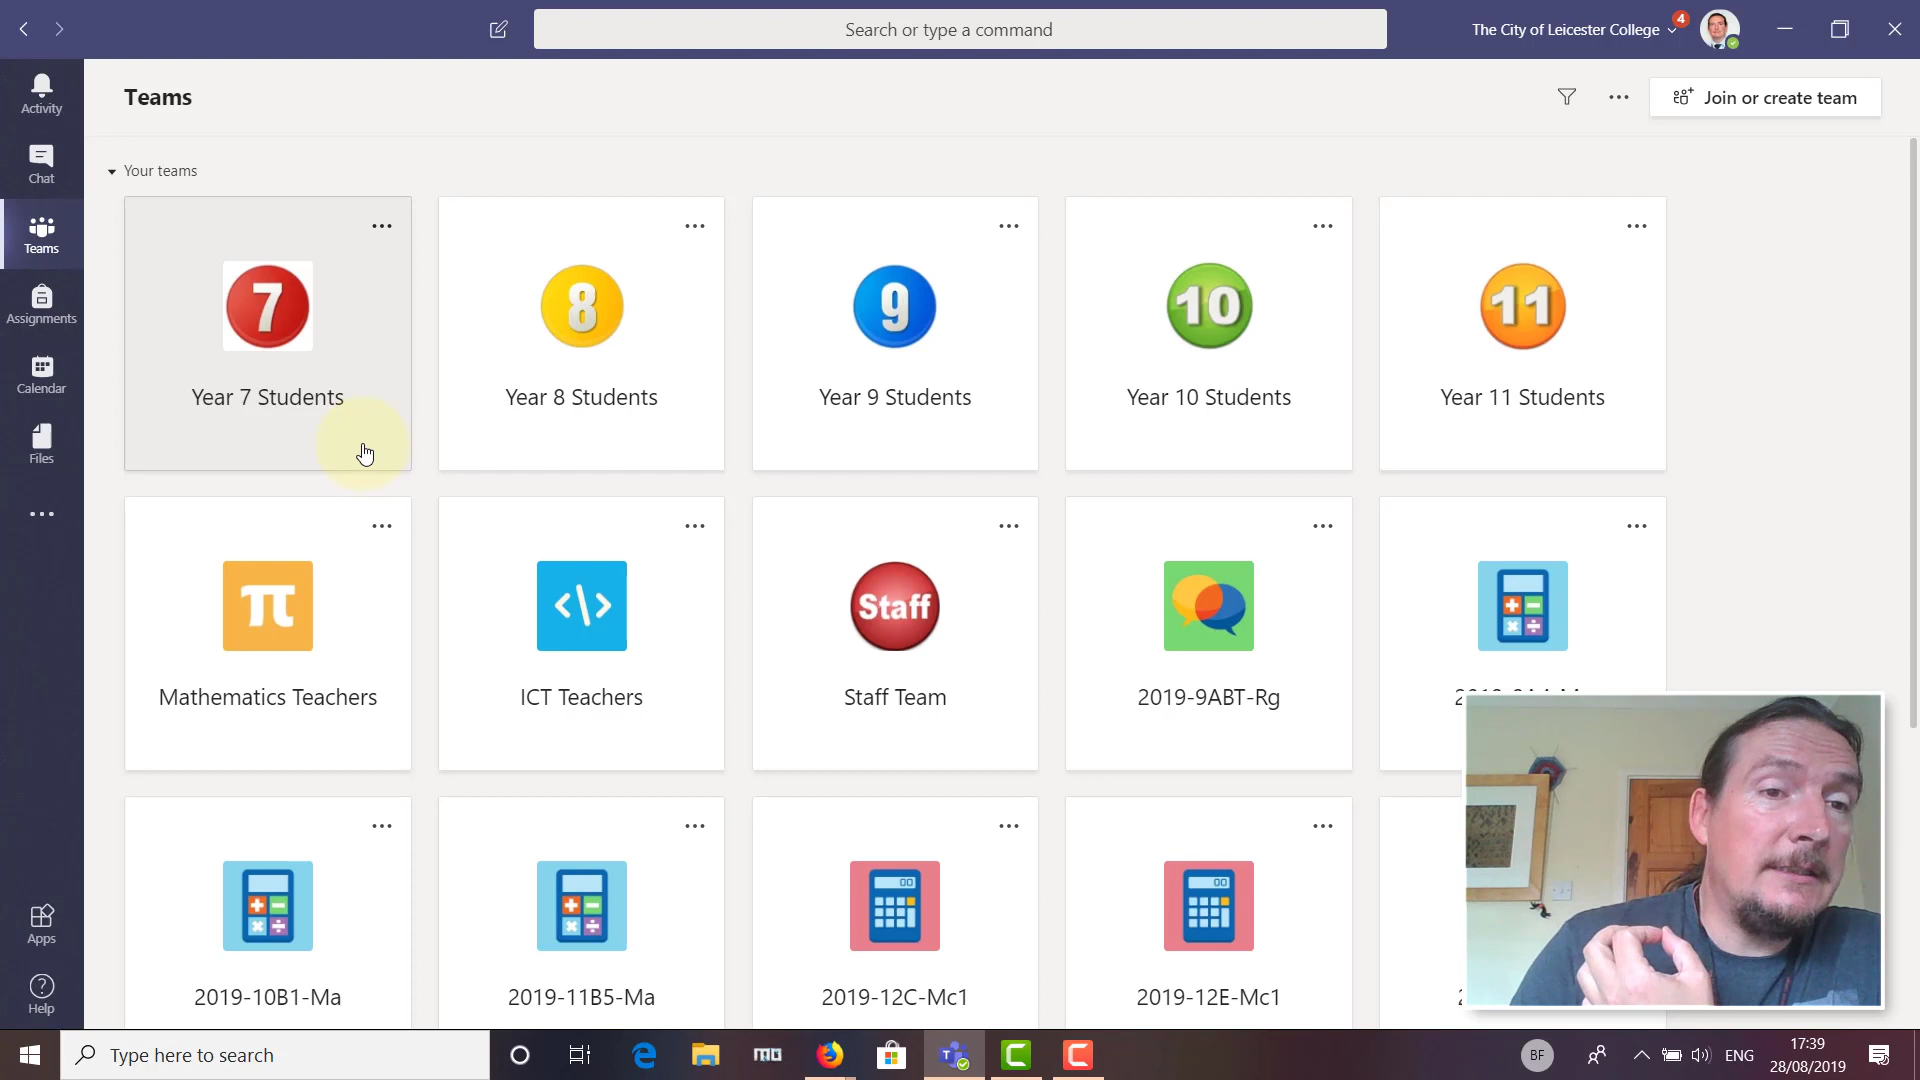 Search or type a command
The City of Leicester College
4
Activity
Chat
Teams
Assignments
Calendar
Files
Apps
Help
Teams
Join or create team
Your teams
7
8
9
10
11
Year 7 Students
Year 8 Students
Year 9 Students
Year 10 Students
Year 11 Students
π
</>
Staff
Mathematics Teachers
ICT Teachers
Staff Team
2019-9ABT-Rg
2019-10B1-Ma
2019-11B5-Ma
2019-12C-Mc1
2019-12E-Mc1
Type here to search
BF
ENG
17:39
28/08/2019